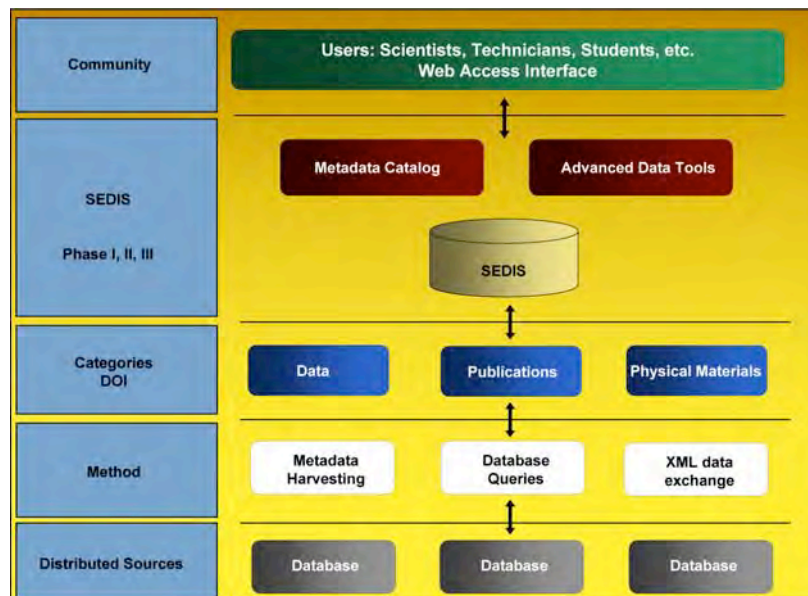 Community
Users: Scientists, Technicians, Students, etc.
Web Access Interface
SEDIS
Phase I, II, III
Metadata Catalog
Advanced Data Tools
SEDIS
Categories
DOI
Data
Publications
Physical Materials
Method
Metadata
Harvesting
Database
Queries
XML data
exchange
Distributed Sources
Database
Database
Database